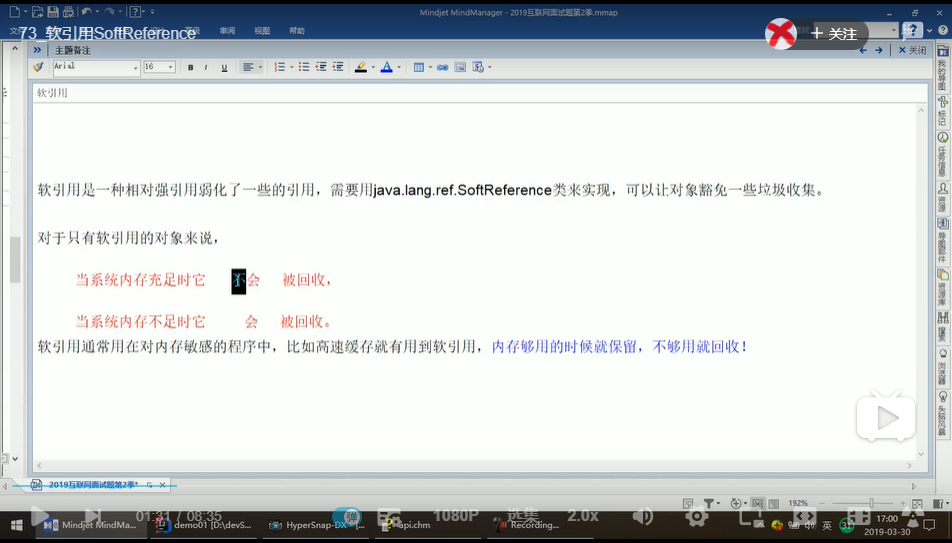 Mindjet MindManager - 2019互联网面试题第2季.mmap
73_软引用SoftReference
+ 关注
审阅 视图 帮助
主题备注
关闭
Arial 16 B I U
软引用
软引用是一种相对强引用弱化了一些的引用，需要用java.lang.ref.SoftReference类来实现，可以让对象豁免一些垃圾收集。
对于只有软引用的对象来说，
当系统内存充足时它 不会 被回收，
当系统内存不足时它 会 被回收。
软引用通常用在对内存敏感的程序中，比如高速缓存就有用到软引用，内存够用的时候就保留，不够用就回收！
我的导图
标记
任务信息
资源
导图部件
资源库
搜索
浏览器
头脑风暴
2019互联网面试题第2季*
192%
01:31 / 08:35
弹
1080P 选集 2.0x
Mindjet MindMa...
demo01 [D:\devS...
HyperSnap-DX - [...
api.chm
Recording...
英
31
17:00
2019-03-30